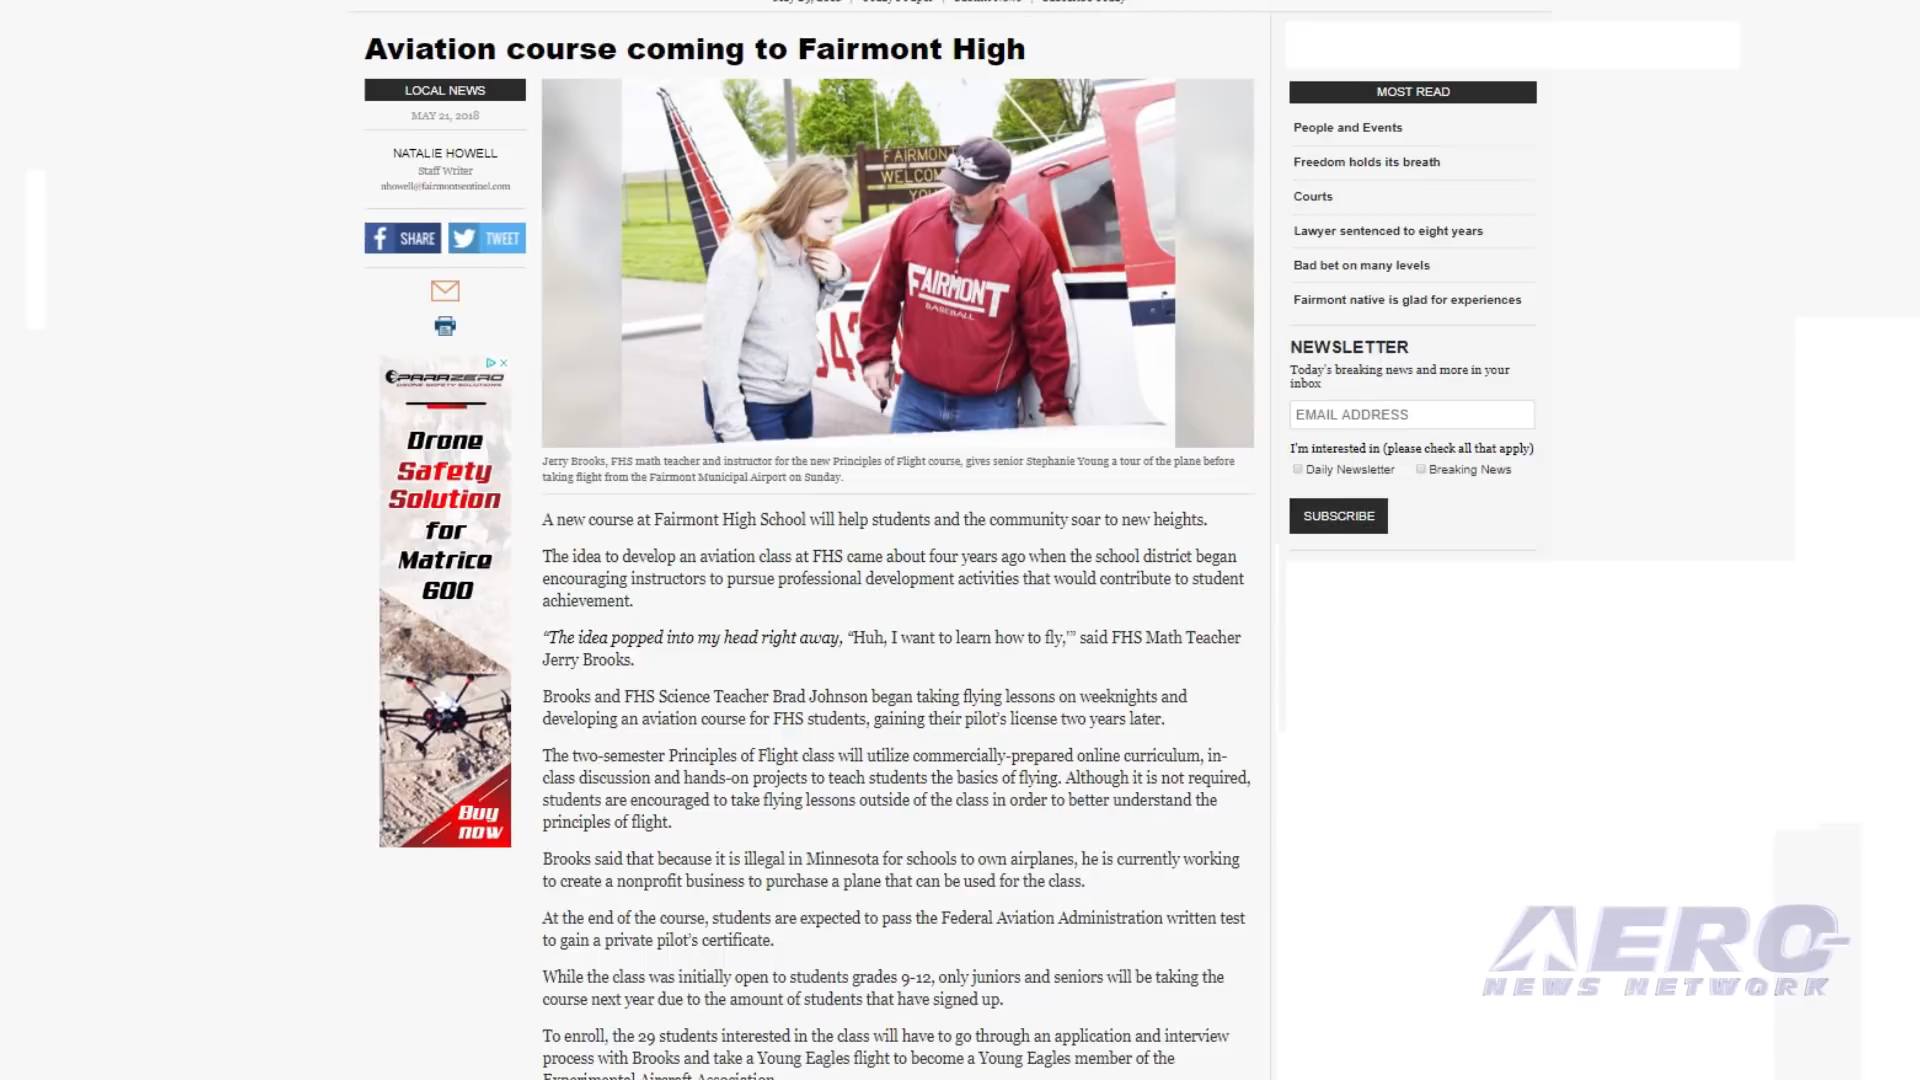 Aviation course coming to Fairmont High
LOCAL NEWS
MAY 21, 2018
NATALIE HOWELL
Staff Writer
nhowell@fairmontsentinel.com
SHARE
TWEET
PARAZERO
DRONE SAFETY SOLUTIONS
Drone
Safety
Solution
for
Matrice
600
Buy
now
FAIRMONT
WELCOM
YO
FAIRMONT
BASEBALL
Jerry Brooks, FHS math teacher and instructor for the new Principles of Flight course, gives senior Stephanie Young a tour of the plane before
taking flight from the Fairmont Municipal Airport on Sunday.
A new course at Fairmont High School will help students and the community soar to new heights.
The idea to develop an aviation class at FHS came about four years ago when the school district began
encouraging instructors to pursue professional development activities that would contribute to student
achievement.
“The idea popped into my head right away, “Huh, I want to learn how to fly,’” said FHS Math Teacher
Jerry Brooks.
Brooks and FHS Science Teacher Brad Johnson began taking flying lessons on weeknights and
developing an aviation course for FHS students, gaining their pilot’s license two years later.
The two-semester Principles of Flight class will utilize commercially-prepared online curriculum, in-
class discussion and hands-on projects to teach students the basics of flying. Although it is not required,
students are encouraged to take flying lessons outside of the class in order to better understand the
principles of flight.
Brooks said that because it is illegal in Minnesota for schools to own airplanes, he is currently working
to create a nonprofit business to purchase a plane that can be used for the class.
At the end of the course, students are expected to pass the Federal Aviation Administration written test
to gain a private pilot’s certificate.
While the class was initially open to students grades 9-12, only juniors and seniors will be taking the
course next year due to the amount of students that have signed up.
To enroll, the 29 students interested in the class will have to go through an application and interview
process with Brooks and take a Young Eagles flight to become a Young Eagles member of the
Experimental Aircraft Association.
MOST READ
People and Events
Freedom holds its breath
Courts
Lawyer sentenced to eight years
Bad bet on many levels
Fairmont native is glad for experiences
NEWSLETTER
Today's breaking news and more in your
inbox
EMAIL ADDRESS
I'm interested in (please check all that apply)
Daily Newsletter Breaking News
SUBSCRIBE
AERO-
NEWS NETWORK